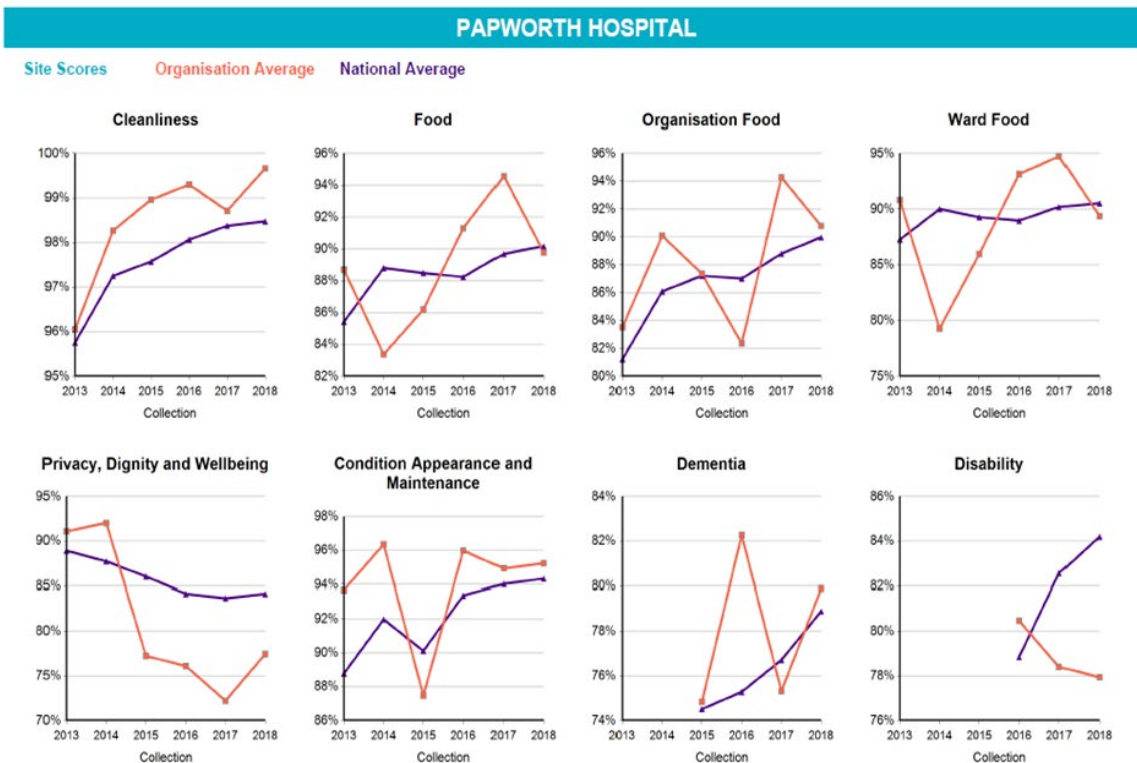 PAPWORTH HOSPITAL
Site Scores Organisation Average National Average
Cleanliness
100%
99%
98%
97%
96%
95%
2013 2014 2015 2016 2017 2018
Collection
Food
96%
94%
92%
90%
88%
86%
84%
82%
2013 2014 2015 2016 2017 2018
Collection
Organisation Food
96%
94%
92%
90%
88%
86%
84%
82%
80%
2013 2014 2015 2016 2017 2018
Collection
Ward Food
95%
90%
85%
80%
75%
2013 2014 2015 2016 2017 2018
Collection
Privacy, Dignity and Wellbeing
95%
90%
85%
80%
75%
70%
2013 2014 2015 2016 2017 2018
Collection
Condition Appearance and
Maintenance
98%
96%
94%
92%
90%
88%
86%
2013 2014 2015 2016 2017 2018
Collection
Dementia
84%
82%
80%
78%
76%
74%
2013 2014 2015 2016 2017 2018
Collection
Disability
86%
84%
82%
80%
78%
76%
2013 2014 2015 2016 2017 2018
Collection